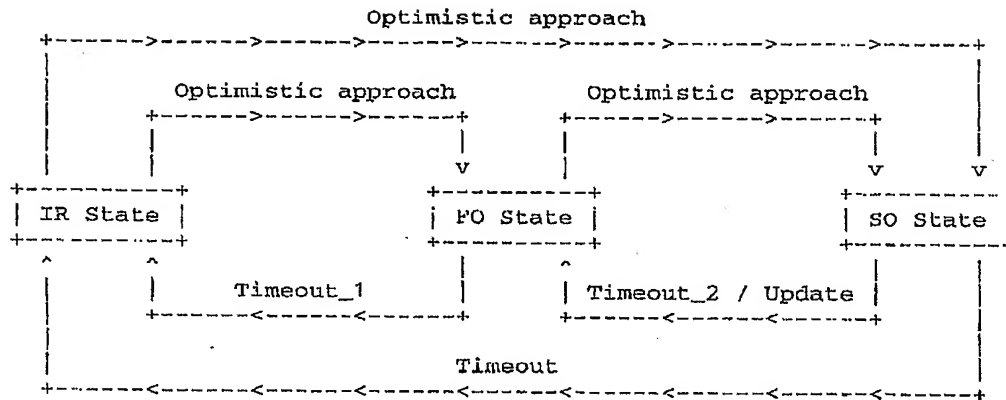 Optimistic approach
Optimistic approach Optimistic approach
IR State FO State SO State
Timeout_1 Timeout_2 / Update
Timeout